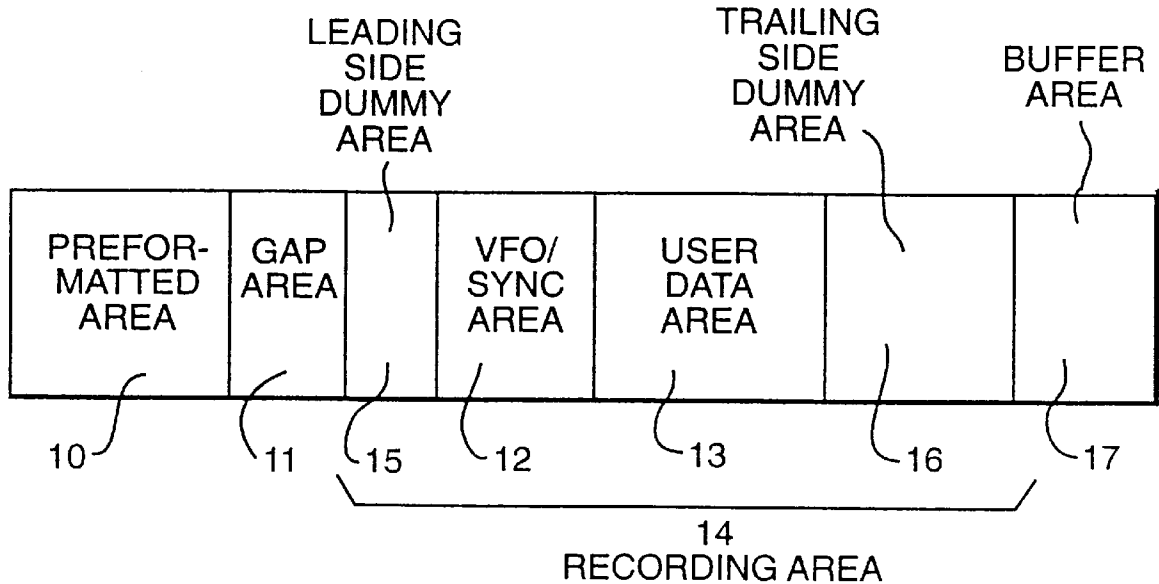 LEADING
SIDE
DUMMY
AREA
TRAILING
SIDE
DUMMY
AREA
BUFFER
AREA
PREFOR-
MATTED
AREA
GAP
AREA
VFO/
SYNC
AREA
USER
DATA
AREA
10
11
15
12
13
16
17
14
RECORDING AREA